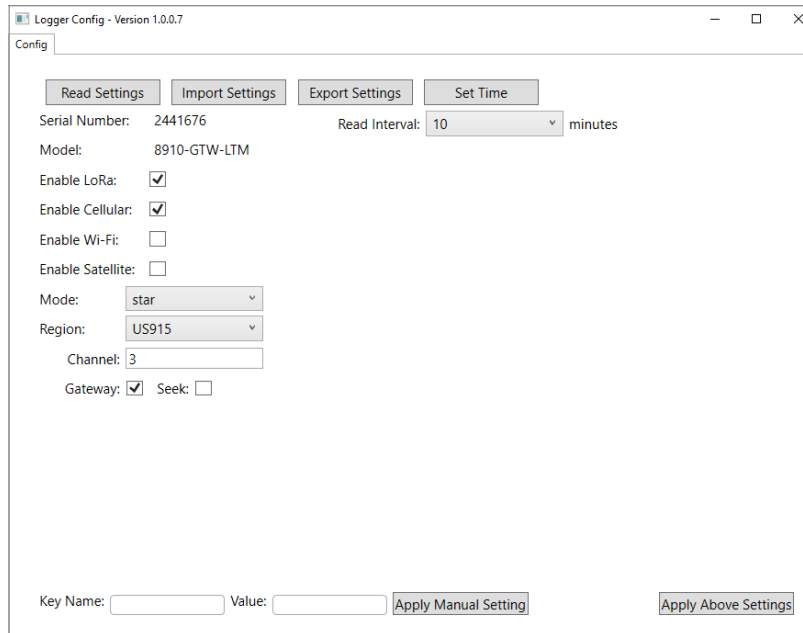 Logger Config - Version 1.0.0.7
Config
Read Settings Import Settings Export Settings Set Time
Serial Number: 2441676 Read Interval: 10 minutes
Model: 8910-GTW-LTM
Enable LoRa:
Enable Cellular:
Enable Wi-Fi:
Enable Satellite:
Mode: star
Region: US915
Channel: 3
Gateway: Seek:
Key Name: Value: Apply Manual Setting Apply Above Settings